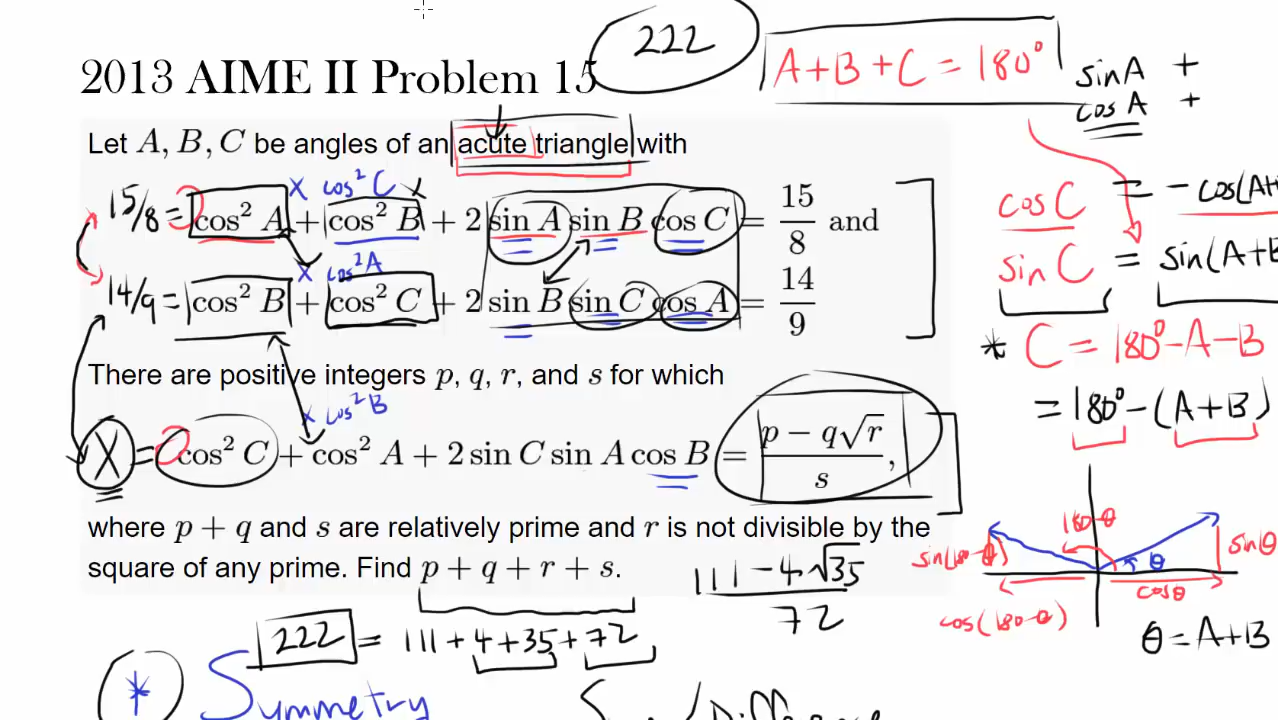 222
A+B+C=180°
2013 AIME II Problem 15
sin A +
cos A +
Let A, B, C be angles of an acute triangle with
x cos² C x
15/8 = cos² A + cos² B + 2 sin A sin B cos C = 15/8 and
cos C = -cos(A+
x cos² A
sin C = sin(A+B
14/9 = cos² B + cos² C + 2 sin B sin C cos A = 14/9
* C = 180° - A - B
There are positive integers p, q, r, and s for which
= 180° - (A+B)
x cos² B
X = cos² C + cos² A + 2 sin C sin A cos B = (p − q√r)/s,
where p + q and s are relatively prime and r is not divisible by the
square of any prime. Find p + q + r + s.
180-θ
sin(180-θ) θ sinθ
cosθ
cos(180-θ)
θ = A+B
(111 - 4√35)/72
222 = 111+4+35+72
* Symmetry
Sum/Difference